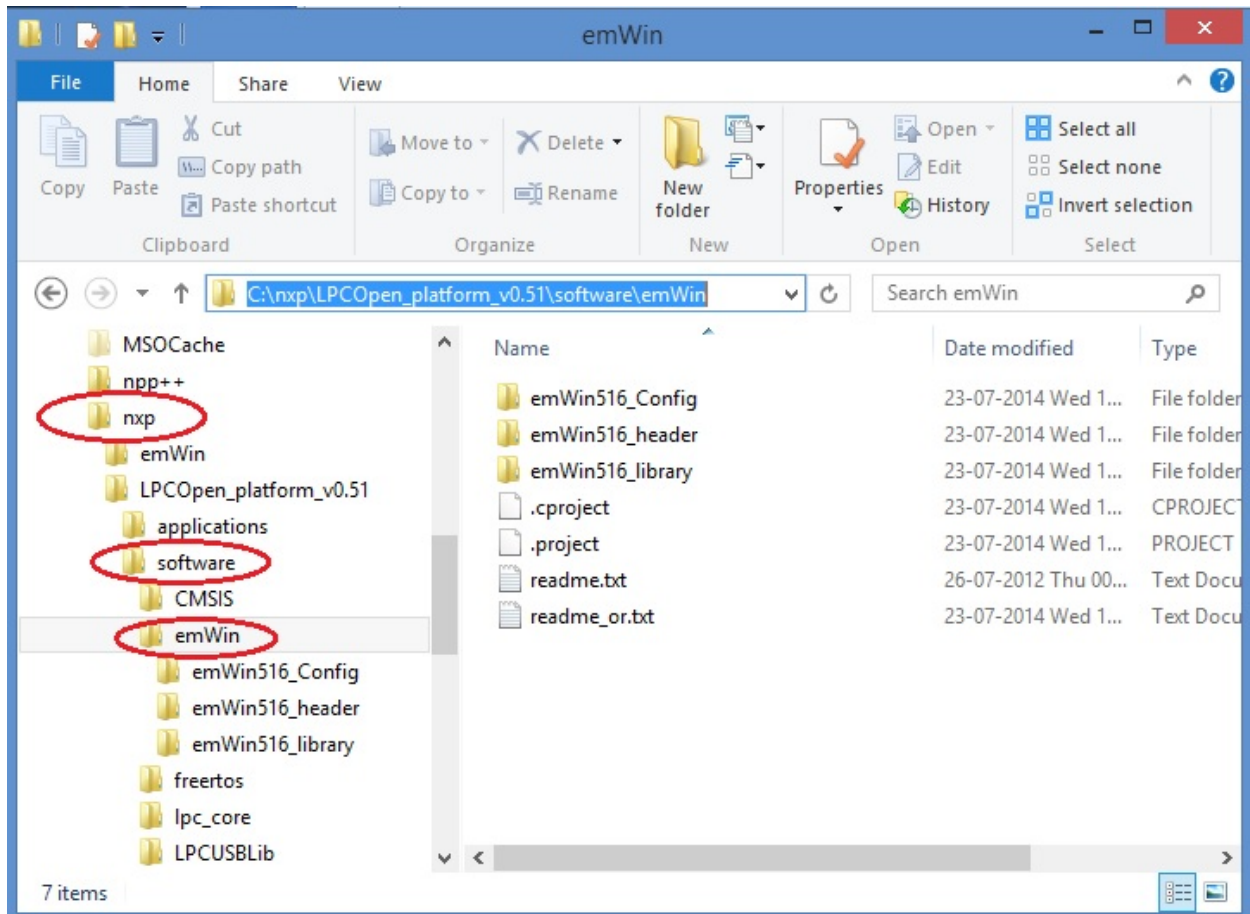 emWin
File Home Share View
Copy
Paste
Cut
Copy path
Paste shortcut
Clipboard
Move to
Copy to
Delete
Rename
Organize
New folder
New
Properties
Open
Edit
History
Open
Select all
Select none
Invert selection
Select
C:\nxp\LPCOpen_platform_v0.51\software\emWin
Search emWin
MSOCache
npp++
nxp
emWin
LPCOpen_platform_v0.51
applications
software
CMSIS
emWin
emWin516_Config
emWin516_header
emWin516_library
freertos
lpc_core
LPCUSBLib
Name Date modified Type
emWin516_Config 23-07-2014 Wed 1... File folder
emWin516_header 23-07-2014 Wed 1... File folder
emWin516_library 23-07-2014 Wed 1... File folder
.cproject 23-07-2014 Wed 1... CPROJECT
.project 23-07-2014 Wed 1... PROJECT
readme.txt 26-07-2012 Thu 00... Text Docu
readme_or.txt 23-07-2014 Wed 1... Text Docu
7 items